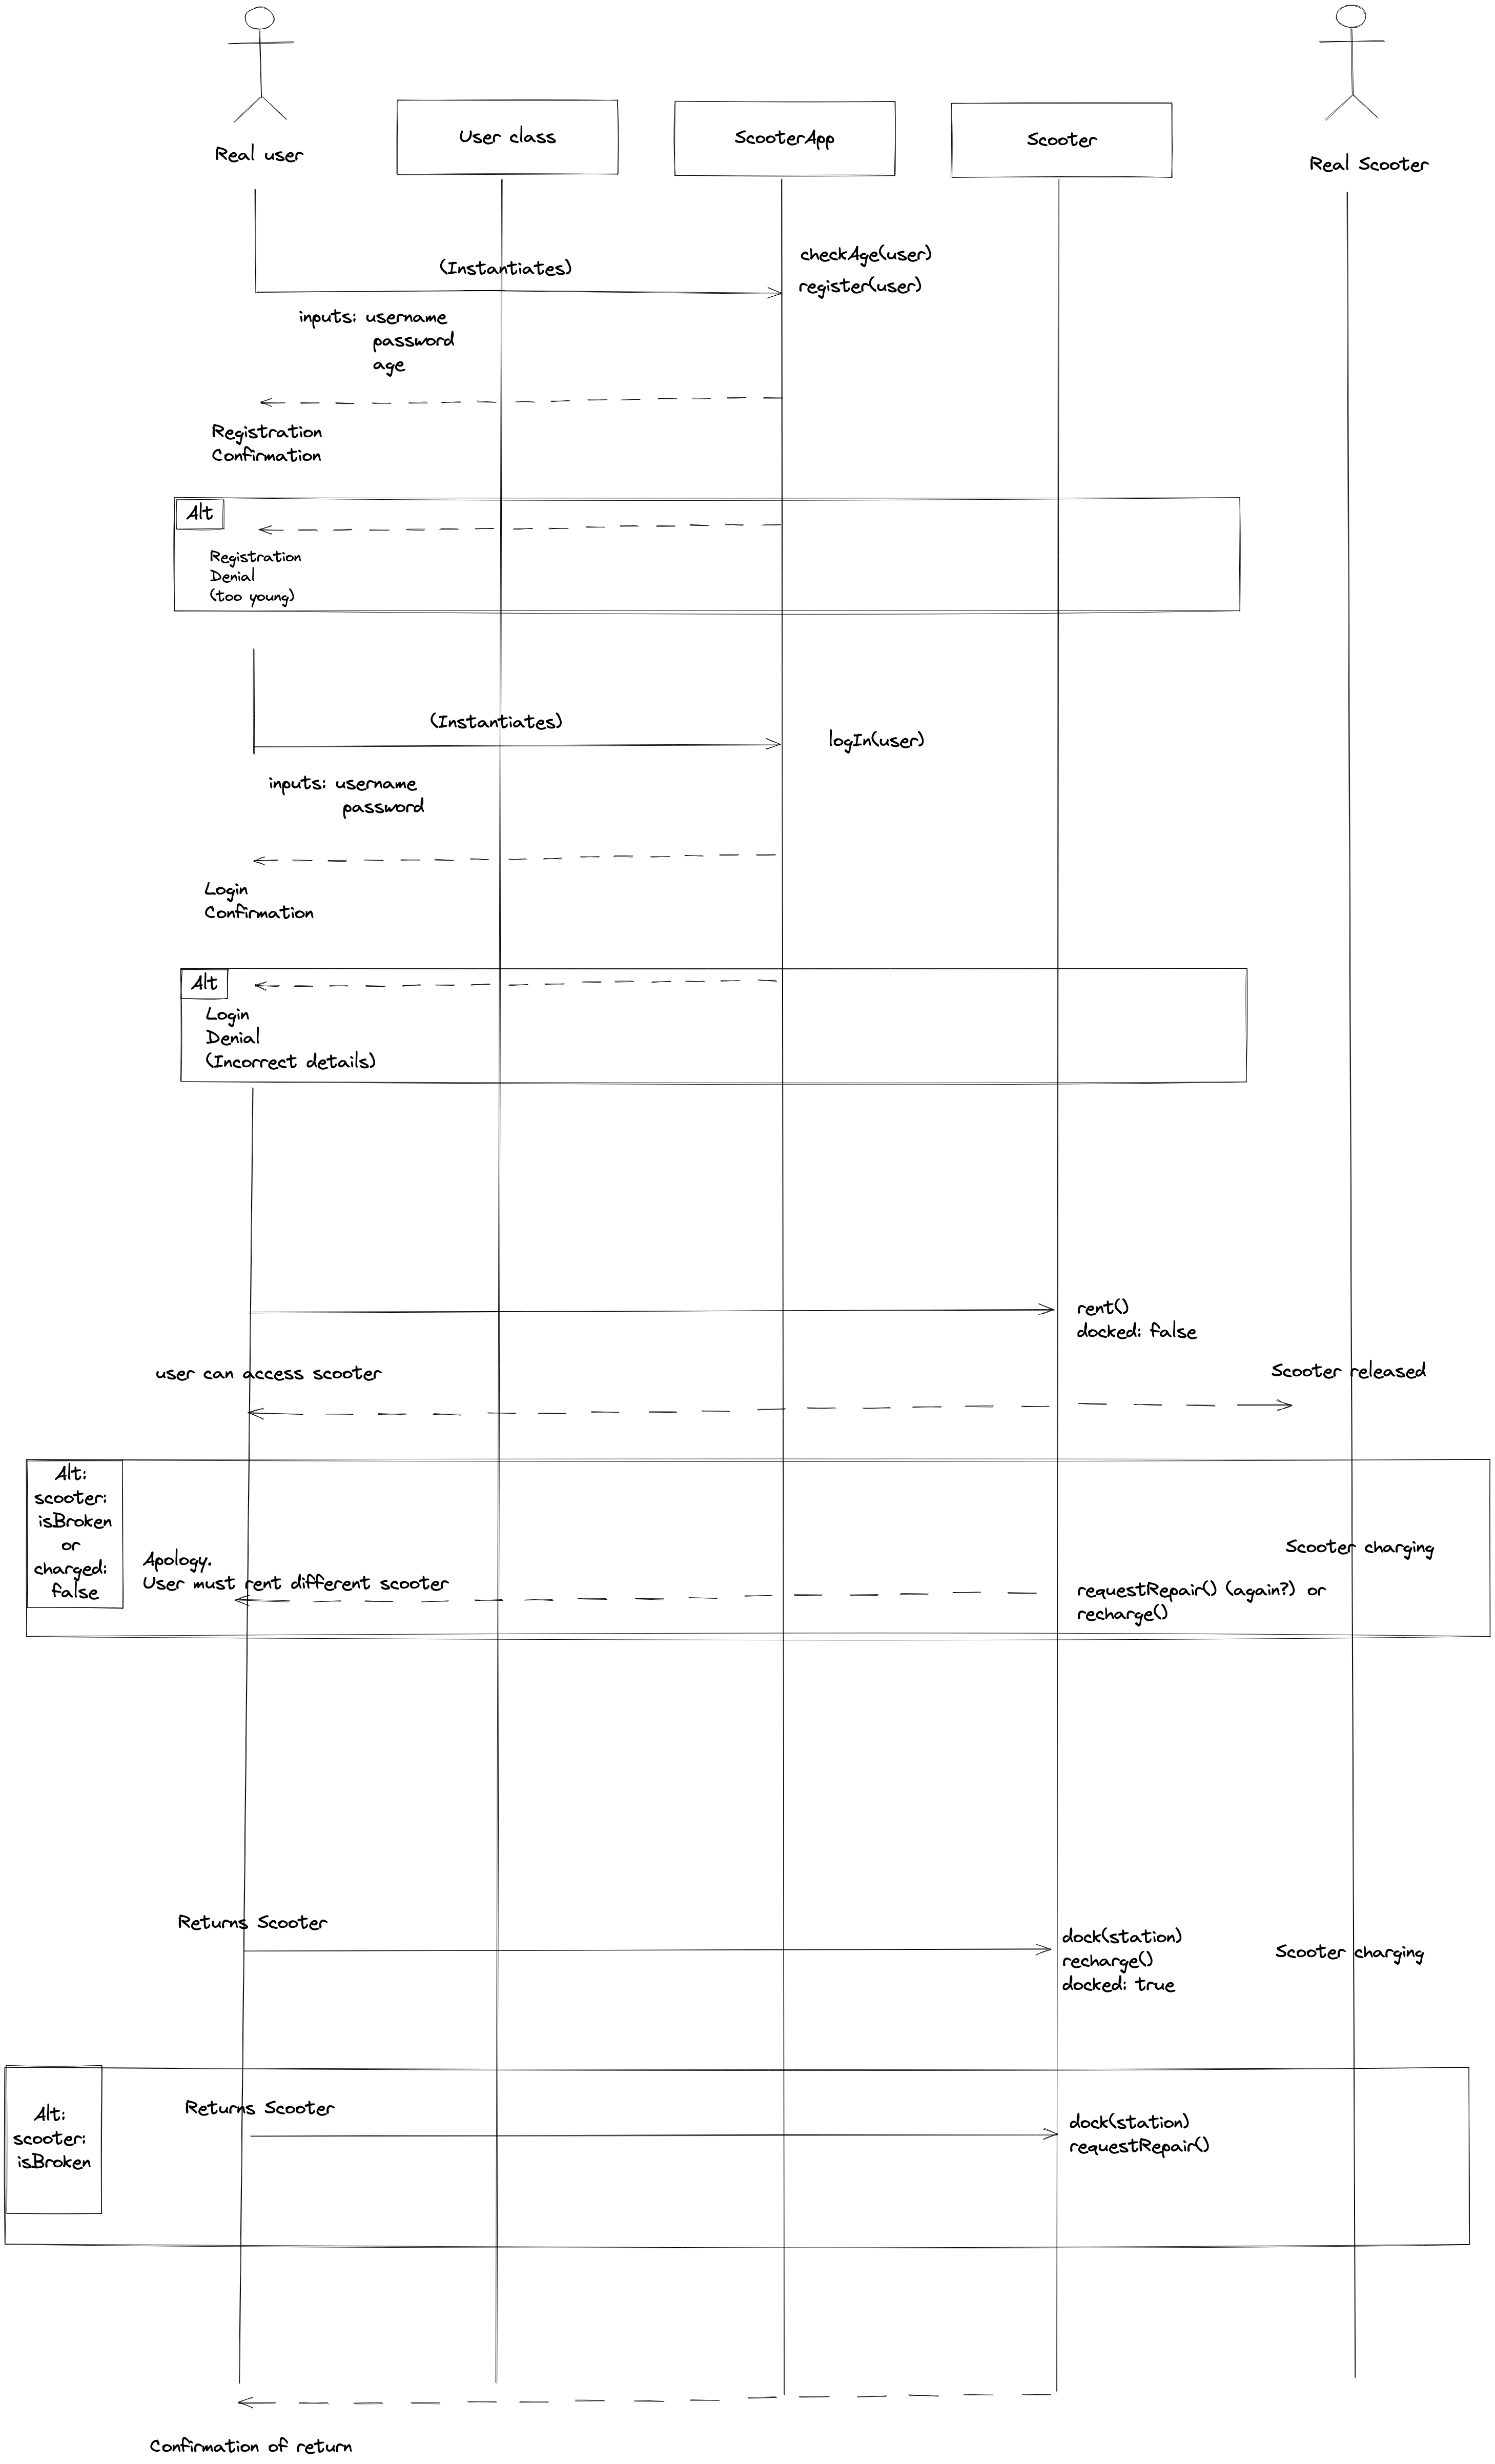 Real user
User class
ScooterApp
Scooter
Real Scooter
(Instantiates)
checkAge(user)
register(user)
inputs: username
password
age
Registration
Confirmation
Alt
Registration
Denial
(too young)
(Instantiates)
logIn(user)
inputs: username
password
Login
Confirmation
Alt
Login
Denial
(Incorrect details)
rent()
docked: false
user can access scooter
Scooter released
Alt:
scooter:
isBroken
or
charged:
false
Apology.
User must rent different scooter
Scooter charging
requestRepair() (again?) or
recharge()
Returns Scooter
dock(station)
recharge()
docked: true
Scooter charging
Alt:
scooter:
isBroken
Returns Scooter
dock(station)
requestRepair()
Confirmation of return